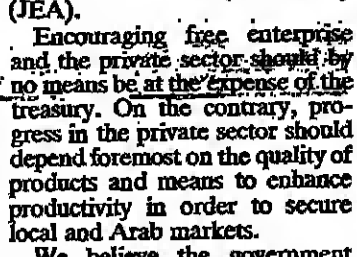 (JEA).
Encouraging free enterprise
and the private sector should by
no means be at the expense of the
treasury. On the contrary, pro-
gress in the private sector should
depend foremost on the quality of
products and means to enhance
productivity in order to secure
local and Arab markets.
We believe the government